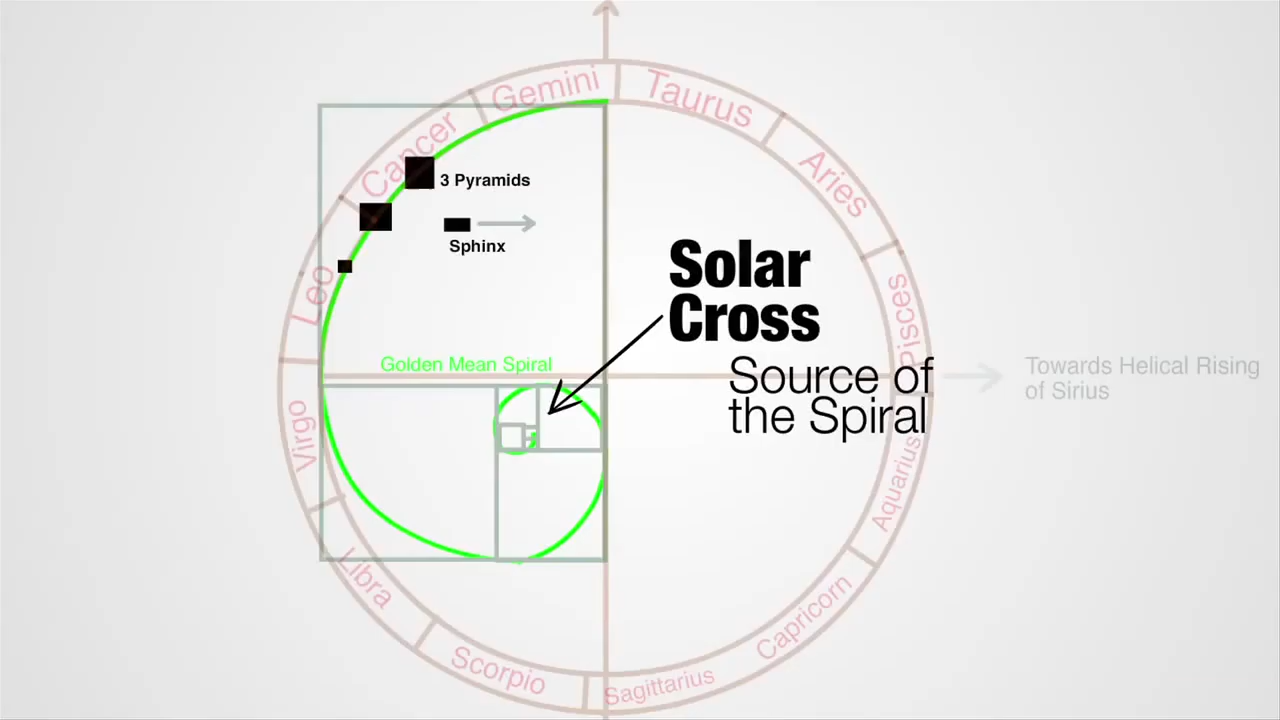 Gemini
Taurus
Cancer
Aries
3 Pyramids
Sphinx
Leo
Solar
Cross
Pisces
Golden Mean Spiral
Source of
the Spiral
Towards Helical Rising
of Sirius
Virgo
Aquarius
Libra
Capricorn
Scorpio
Sagittarius